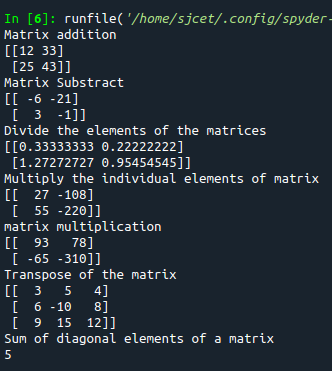 In [6]: runfile('/home/sjcet/.config/spyder-
Matrix addition
[[12 33]
 [25 43]]
Matrix Substract
[[ -6 -21]
 [  3  -1]]
Divide the elements of the matrices
[[0.33333333 0.22222222]
 [1.27272727 0.95454545]]
Multiply the individual elements of matrix
[[  27 -108]
 [  55 -220]]
matrix multiplication
[[  93   78]
 [ -65 -310]]
Transpose of the matrix
[[  3   5   4]
 [  6 -10   8]
 [  9  15  12]]
Sum of diagonal elements of a matrix
5